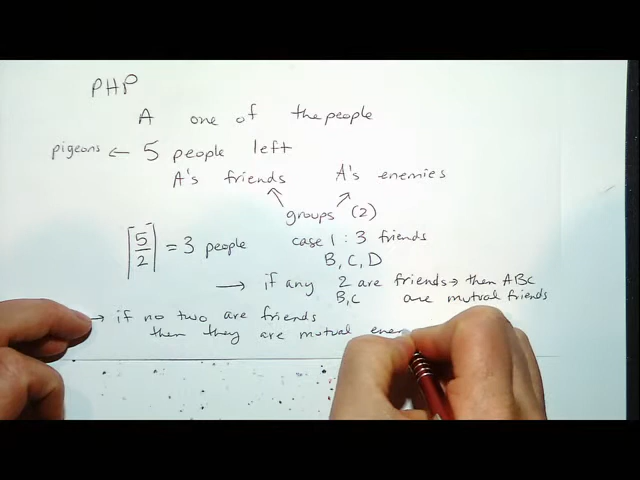 PHP
A one of the people
pigeons ← 5 people left
A's friends A's enemies
groups (2)
⌈5/2⌉ = 3 people case 1 : 3 friends
B, C, D
→ if any 2 are friends → then ABC
B,C are mutual friends
→ if no two are friends
then they are mutual ene